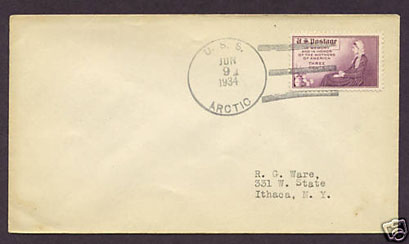 U. S. S.
JUN
9
1934
ARCTIC
U.S. Postage
IN MEMORY
AND IN HONOR
OF THE MOTHERS
OF AMERICA
THREE
CENTS
R. G. Ware,
331 W. State
Ithaca, N. Y.